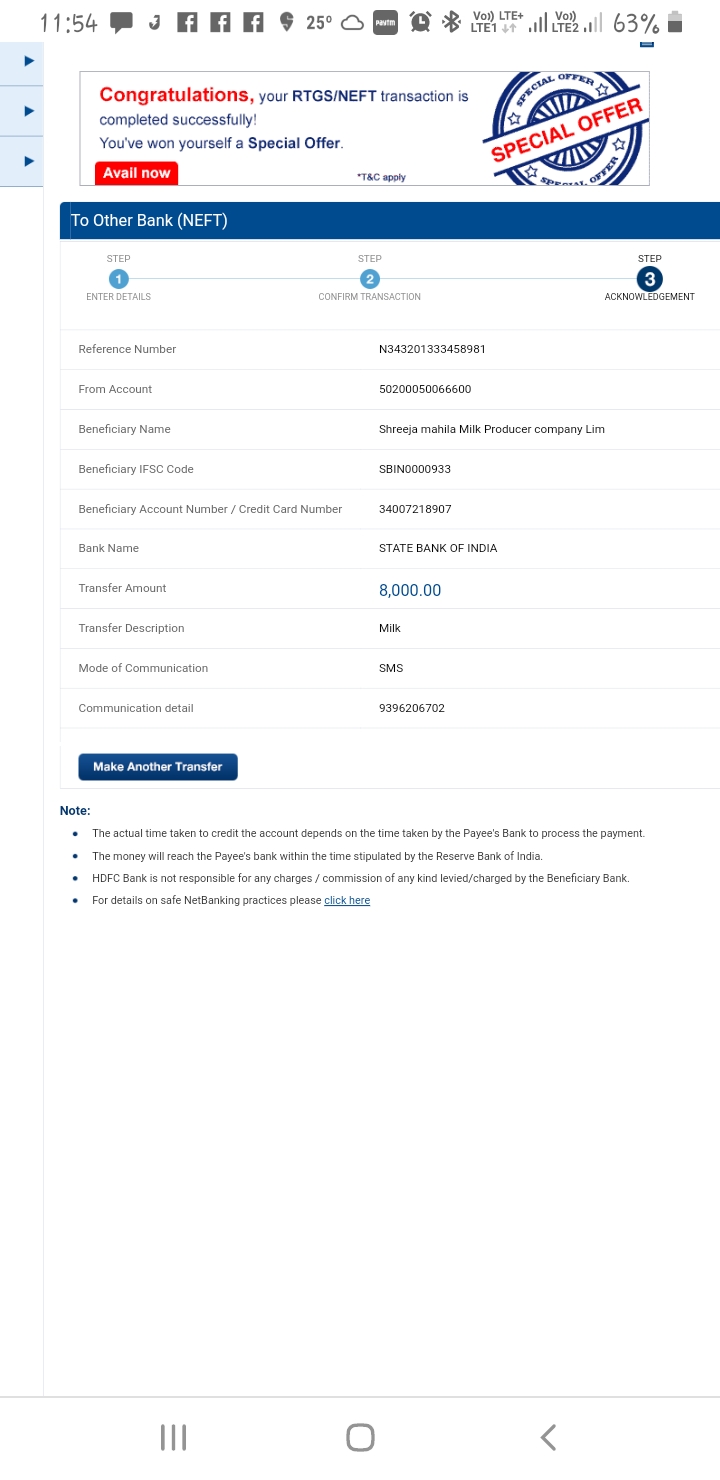 11:54 25° Paytm Vo) LTE+ LTE1 Vo)) LTE2 63%
Congratulations, your RTGS/NEFT transaction is
completed successfully!
You've won yourself a Special Offer.
Avail now
*T&C apply
SPECIAL OFFER
SPECIAL OFFER
SPECIAL OFFER
To Other Bank (NEFT)
STEP STEP STEP
1 2 3
ENTER DETAILS CONFIRM TRANSACTION ACKNOWLEDGEMENT
Reference Number N343201333458981
From Account 50200050066600
Beneficiary Name Shreeja mahila Milk Producer company Lim
Beneficiary IFSC Code SBIN0000933
Beneficiary Account Number / Credit Card Number 34007218907
Bank Name STATE BANK OF INDIA
Transfer Amount 8,000.00
Transfer Description Milk
Mode of Communication SMS
Communication detail 9396206702
Make Another Transfer
Note:
The actual time taken to credit the account depends on the time taken by the Payee's Bank to process the payment.
The money will reach the Payee's bank within the time stipulated by the Reserve Bank of India.
HDFC Bank is not responsible for any charges / commission of any kind levied/charged by the Beneficiary Bank.
For details on safe NetBanking practices please click here